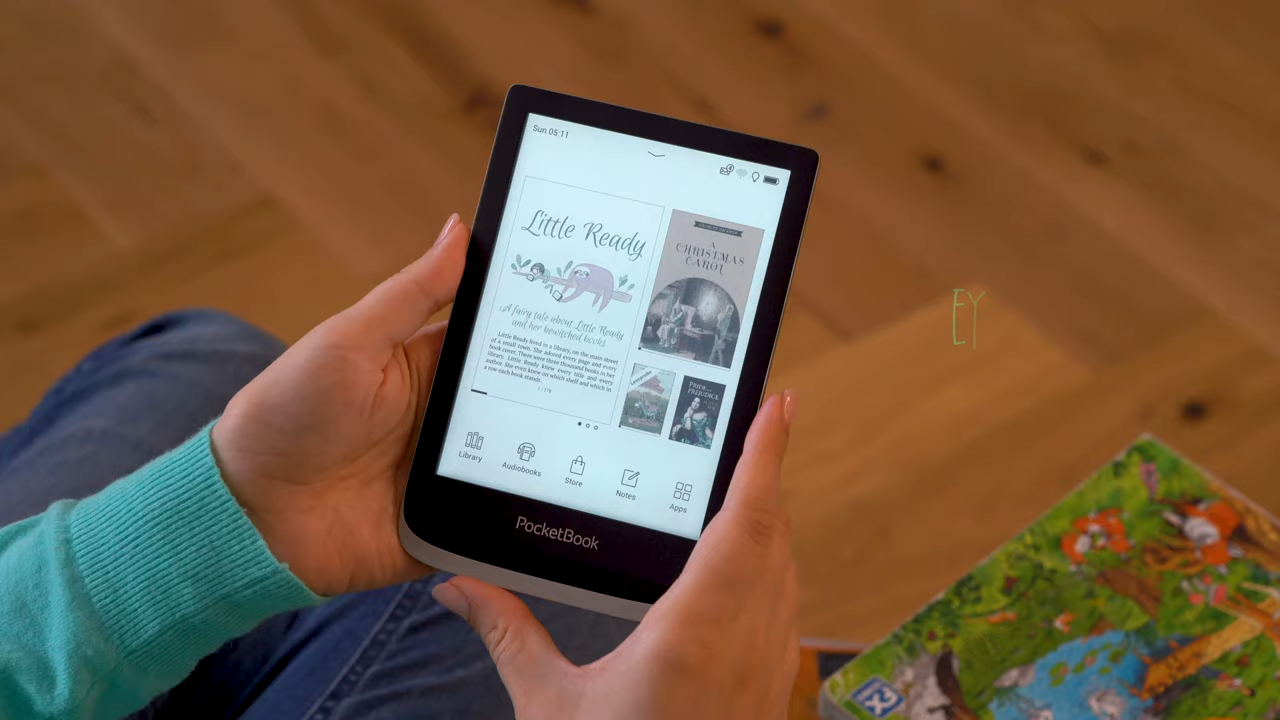 Sun 05:11
Little Ready
A fairy tale about Little Ready
and her bewitched books
Little Ready lived in a library, on the main street
of a small town. She adored every page and every
book cover. There were three thousand books in her
library. Little Ready knew every title and every
author. She even knew on which shelf and which in
a row each book stands.
1 / 178
A
CHRISTMAS
CAROL
PRIDE
PREJUDICE
Library
Audiobooks
Store
Notes
Apps
PocketBook
EY